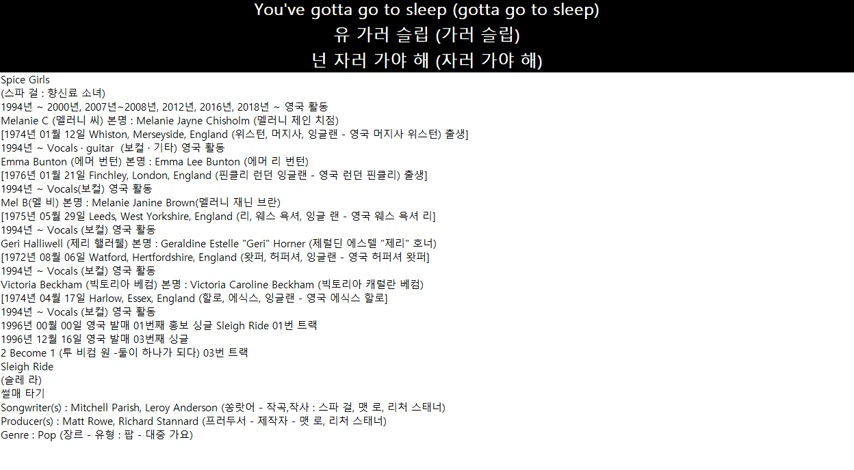 You've gotta go to sleep (gotta go to sleep)
유 가러 슬립 (가러 슬립)
넌 자러 가야 해 (자러 가야 해)
Spice Girls
(스파 걸 : 향신료 소녀)
1994년 ~ 2000년, 2007년~2008년, 2012년, 2016년, 2018년 ~ 영국 활동
Melanie C (멜러니 씨) 본명 : Melanie Jayne Chisholm (멜러니 제인 치점)
[1974년 01월 12일 Whiston, Merseyside, England (위스턴, 머지사, 잉글랜 - 영국 머지사 위스턴) 출생]
1994년 ~ Vocals · guitar (보컬 · 기타) 영국 활동
Emma Bunton (에머 번턴) 본명 : Emma Lee Bunton (에머 리 번턴)
[1976년 01월 21일 Finchley, London, England (핀클리 런던 잉글랜 - 영국 런던 핀클리) 출생]
1994년 ~ Vocals(보컬) 영국 활동
Mel B(멜 비) 본명 : Melanie Janine Brown(멜러니 재닌 브란)
[1975년 05월 29일 Leeds, West Yorkshire, England (리, 웨스 욕셔, 잉글 랜 - 영국 웨스 욕셔 리]
1994년 ~ Vocals (보컬) 영국 활동
Geri Halliwell (제리 핼러웰) 본명 : Geraldine Estelle "Geri" Horner (제럴딘 에스텔 "제리" 호너)
[1972년 08월 06일 Watford, Hertfordshire, England (왓퍼, 허퍼셔, 잉글랜 - 영국 허퍼셔 왓퍼]
1994년 ~ Vocals (보컬) 영국 활동
Victoria Beckham (빅토리아 베컴) 본명 : Victoria Caroline Beckham (빅토리아 캐럴란 베컴)
[1974년 04월 17일 Harlow, Essex, England (할로, 에식스, 잉글랜 - 영국 에식스 할로]
1994년 ~ Vocals (보컬) 영국 활동
1996년 00월 00일 영국 발매 01번째 홍보 싱글 Sleigh Ride 01번 트랙
1996년 12월 16일 영국 발매 03번째 싱글
2 Become 1 (투 비컴 원 -둘이 하나가 되다) 03번 트랙
Sleigh Ride
(슬레 라)
썰매 타기
Songwriter(s) : Mitchell Parish, Leroy Anderson (쏭랏어 - 작곡,작사 : 스파 걸, 맷 로, 리처 스태너)
Producer(s) : Matt Rowe, Richard Stannard (프러두서 - 제작자 - 맷 로, 리처 스태너)
Genre : Pop (장르 - 유형 : 팝 - 대중 가요)